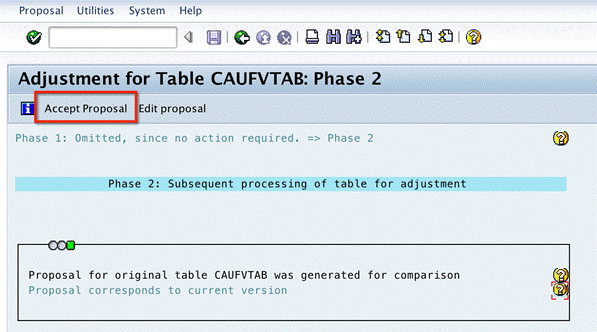 Proposal Utilities System Help
Adjustment for Table CAUFVTAB: Phase 2
Accept Proposal Edit proposal
Phase 1: Omitted, since no action required. => Phase 2
Phase 2: Subsequent processing of table for adjustment
Proposal for original table CAUFVTAB was generated for comparison
Proposal corresponds to current version